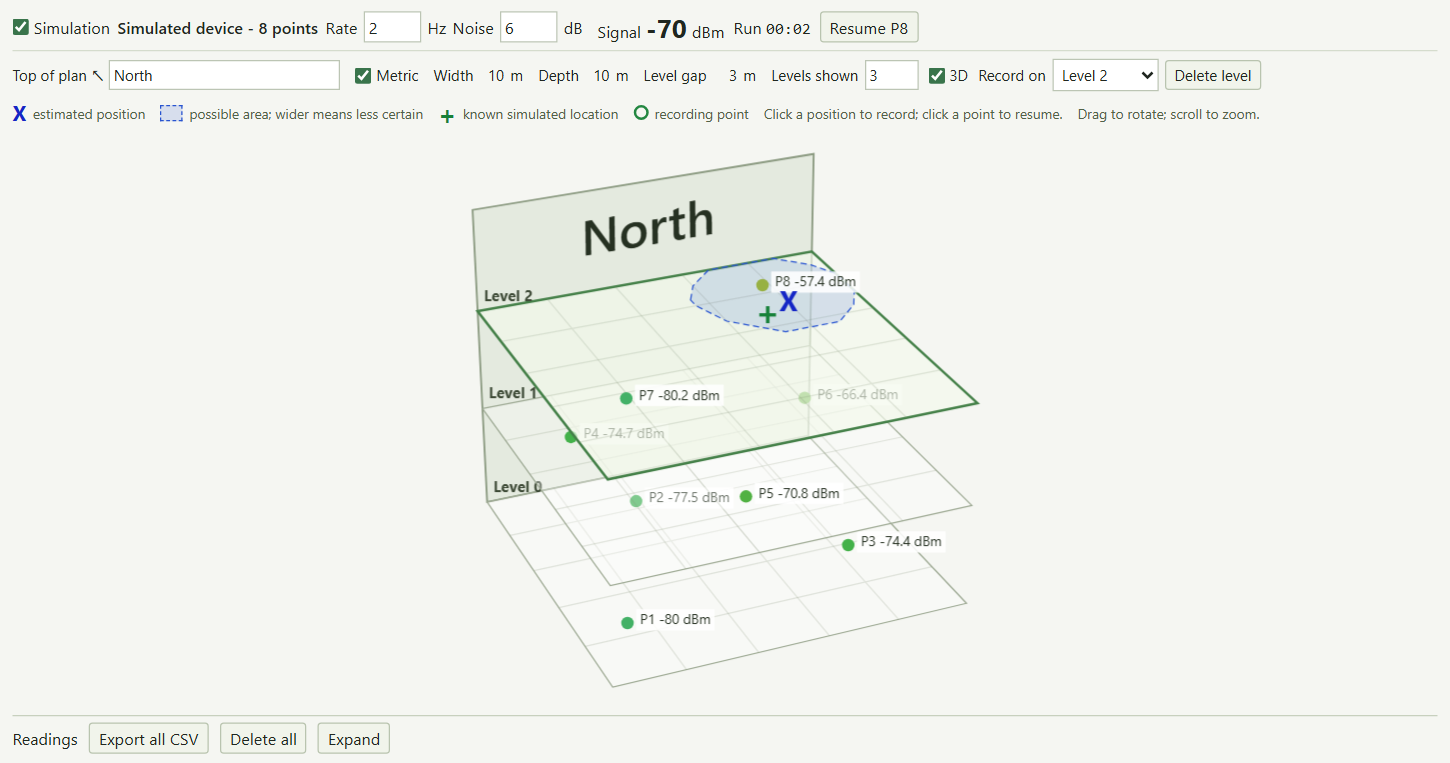 Simulation Simulated device - 8 points Rate 2 Hz Noise 6 dB Signal -70 dBm Run 00:02 Resume P8
Top of plan ↖ North Metric Width 10 m Depth 10 m Level gap 3 m Levels shown 3 3D Record on Level 2 Delete level
X estimated position possible area; wider means less certain + known simulated location recording point Click a position to record; click a point to resume. Drag to rotate; scroll to zoom.
North
P8 -57.4 dBm
X
Level 2
Level 1
P7 -80.2 dBm
P6 -66.4 dBm
P4 -74.7 dBm
Level 0
P2 -77.5 dBm
P5 -70.8 dBm
P3 -74.4 dBm
P1 -80 dBm
Readings Export all CSV Delete all Expand